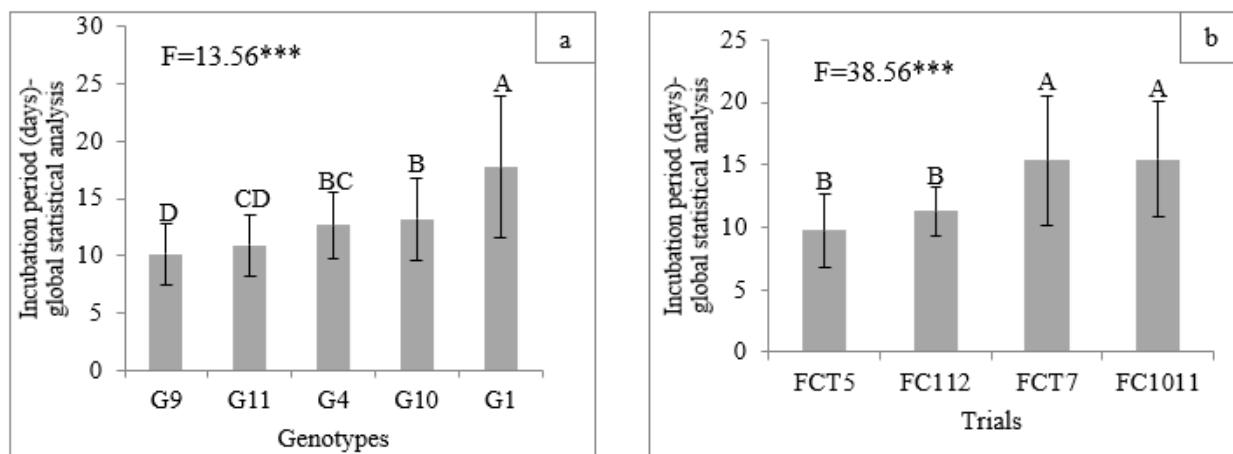 a
F=13.56***
Incubation period (days)-
global statistical analysis
30
25
20
15
10
5
0
D
CD
BC
B
A
G9 G11 G4 G10 G1
Genotypes
b
F=38.56***
Incubation period (days)-
global statistical analysis
25
20
15
10
5
0
B
B
A
A
FCT5 FC112 FCT7 FC1011
Trials